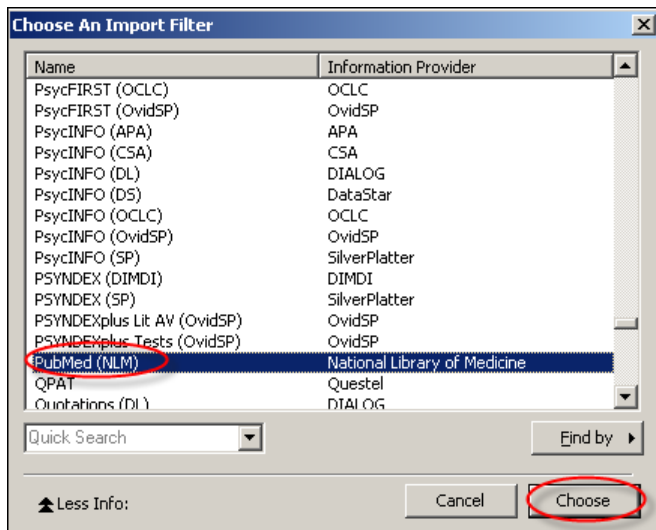 Choose An Import Filter
Name Information Provider
PsycFIRST (OCLC) OCLC
PsycFIRST (OvidSP) OvidSP
PsycINFO (APA) APA
PsycINFO (CSA) CSA
PsycINFO (DL) DIALOG
PsycINFO (DS) DataStar
PsycINFO (OCLC) OCLC
PsycINFO (OvidSP) OvidSP
PsycINFO (SP) SilverPlatter
PSYNDEX (DIMDI) DIMDI
PSYNDEX (SP) SilverPlatter
PSYNDEXplus Lit AV (OvidSP) OvidSP
PSYNDEXplus Tests (OvidSP) OvidSP
PubMed (NLM) National Library of Medicine
QPAT Questel
Quotations (DL) DIALOG
Quick Search Find by
Less Info: Cancel Choose